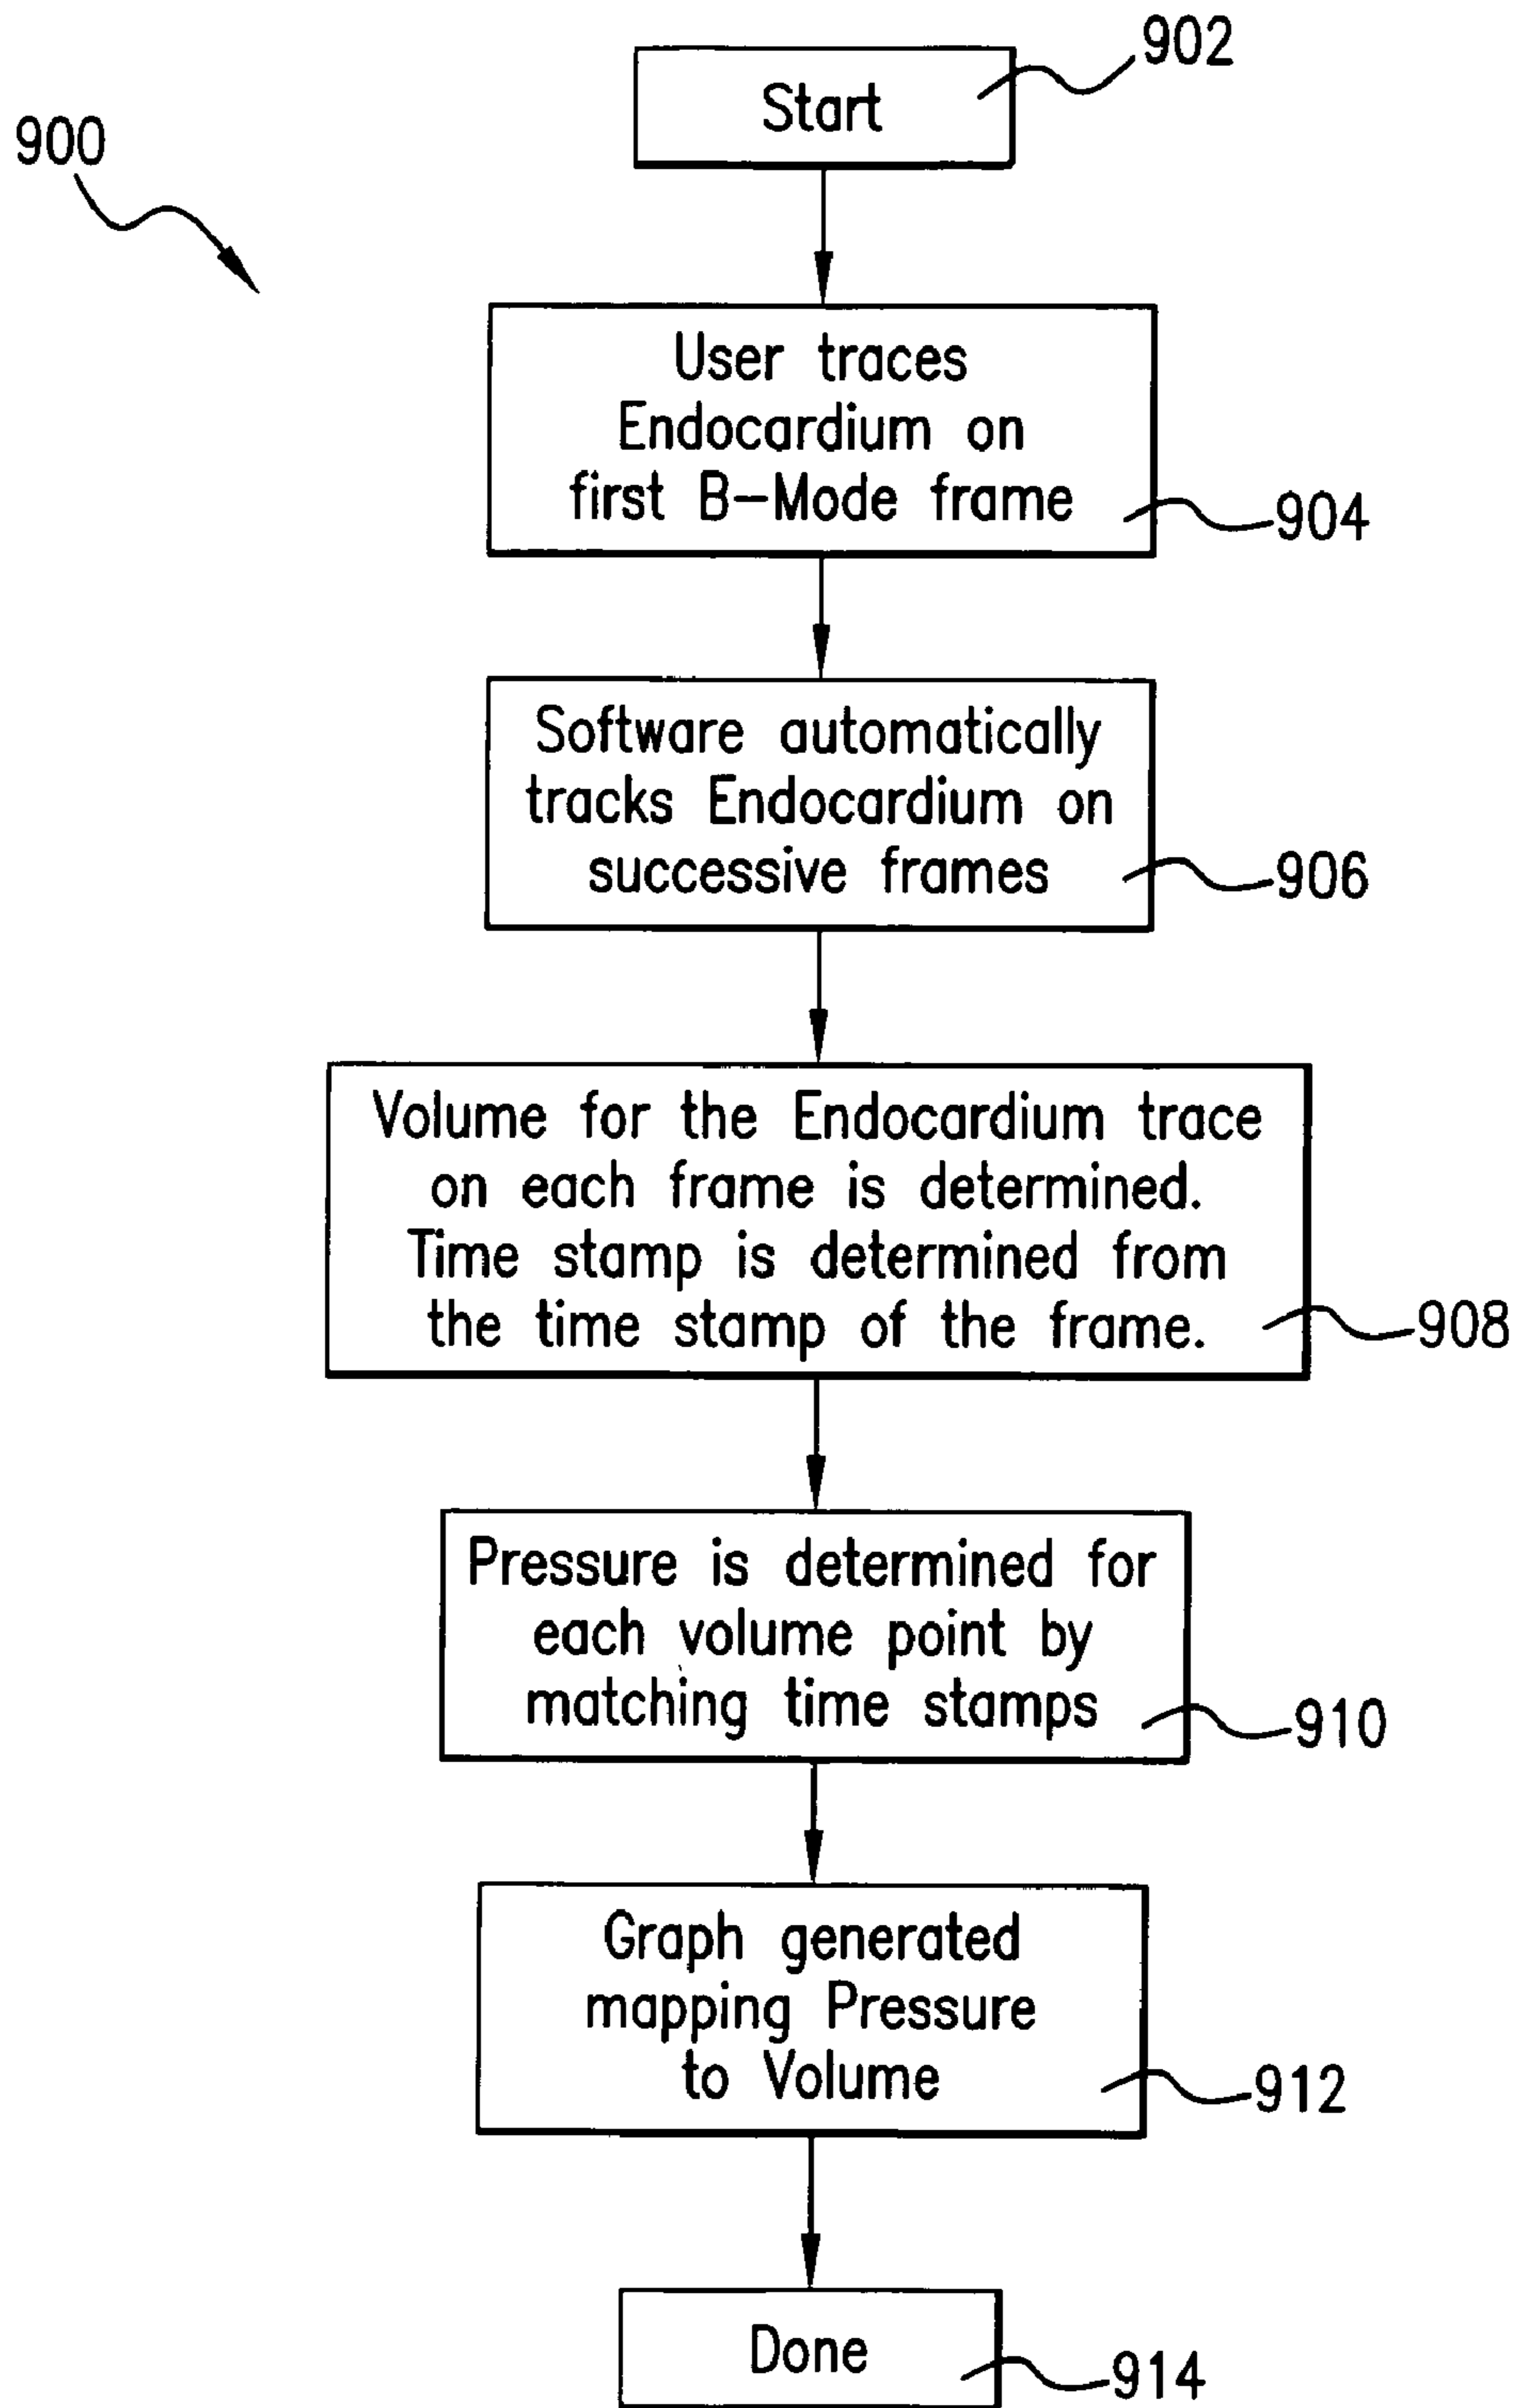 902
Start
900
User traces
Endocardium on
first B-Mode frame
904
Software automatically
tracks Endocardium on
successive frames
906
Volume for the Endocardium trace
on each frame is determined.
Time stamp is determined from
the time stamp of the frame.
908
Pressure is determined for
each volume point by
matching time stamps
910
Graph generated
mapping Pressure
to Volume
912
Done
914